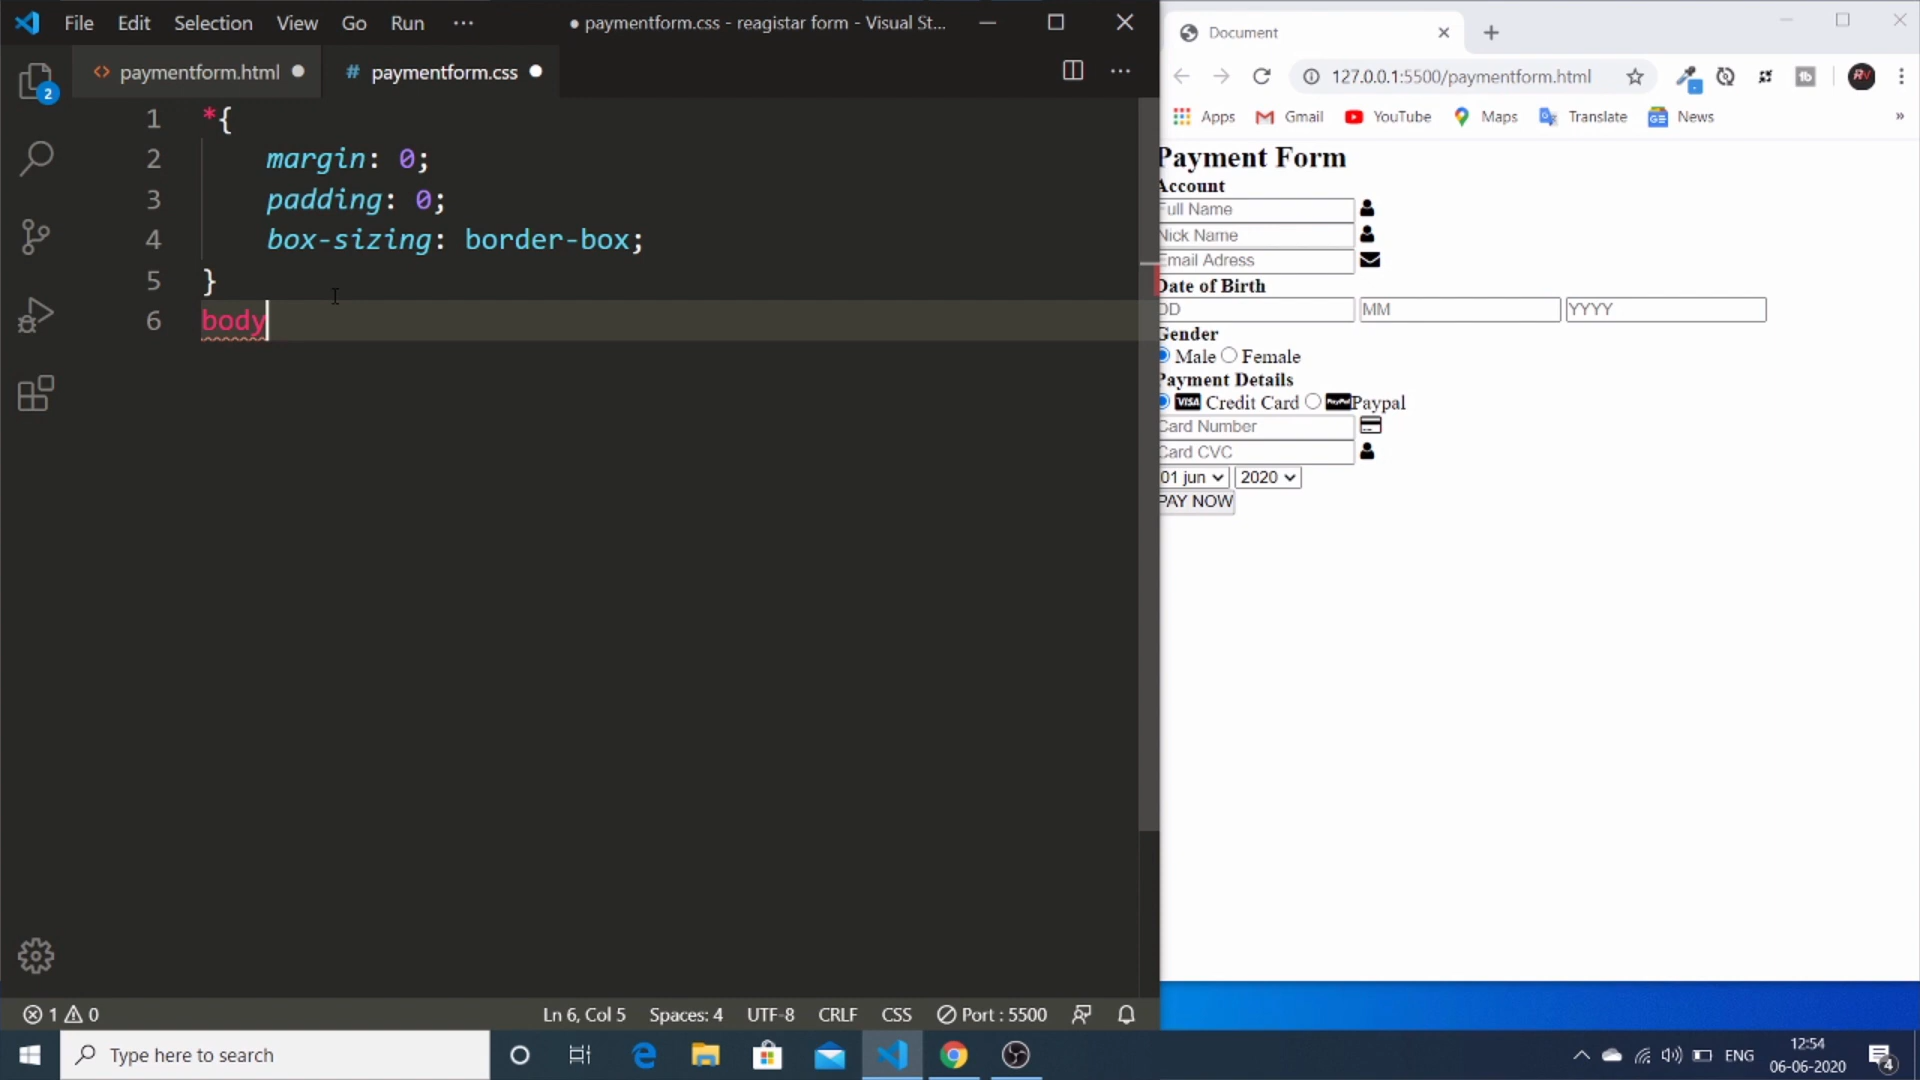 File Edit Selection View Go Run ··· ● paymentform.css - reagistar form - Visual St...
<> paymentform.html ● # paymentform.css ●
2
1 *{
2 margin: 0;
3 padding: 0;
4 box-sizing: border-box;
5 }
6 body
⊗ 1 ⚠ 0 Ln 6, Col 5 Spaces: 4 UTF-8 CRLF CSS Port : 5500
Document
127.0.0.1:5500/paymentform.html RV
Apps Gmail YouTube Maps Translate News »
Payment Form
Account
Full Name
Nick Name
Email Adress
Date of Birth
DD MM YYYY
Gender
Male Female
Payment Details
VISA Credit Card PayPal Paypal
Card Number
Card CVC
01 jun 2020
PAY NOW
Type here to search
ENG 12:54
06-06-2020
4